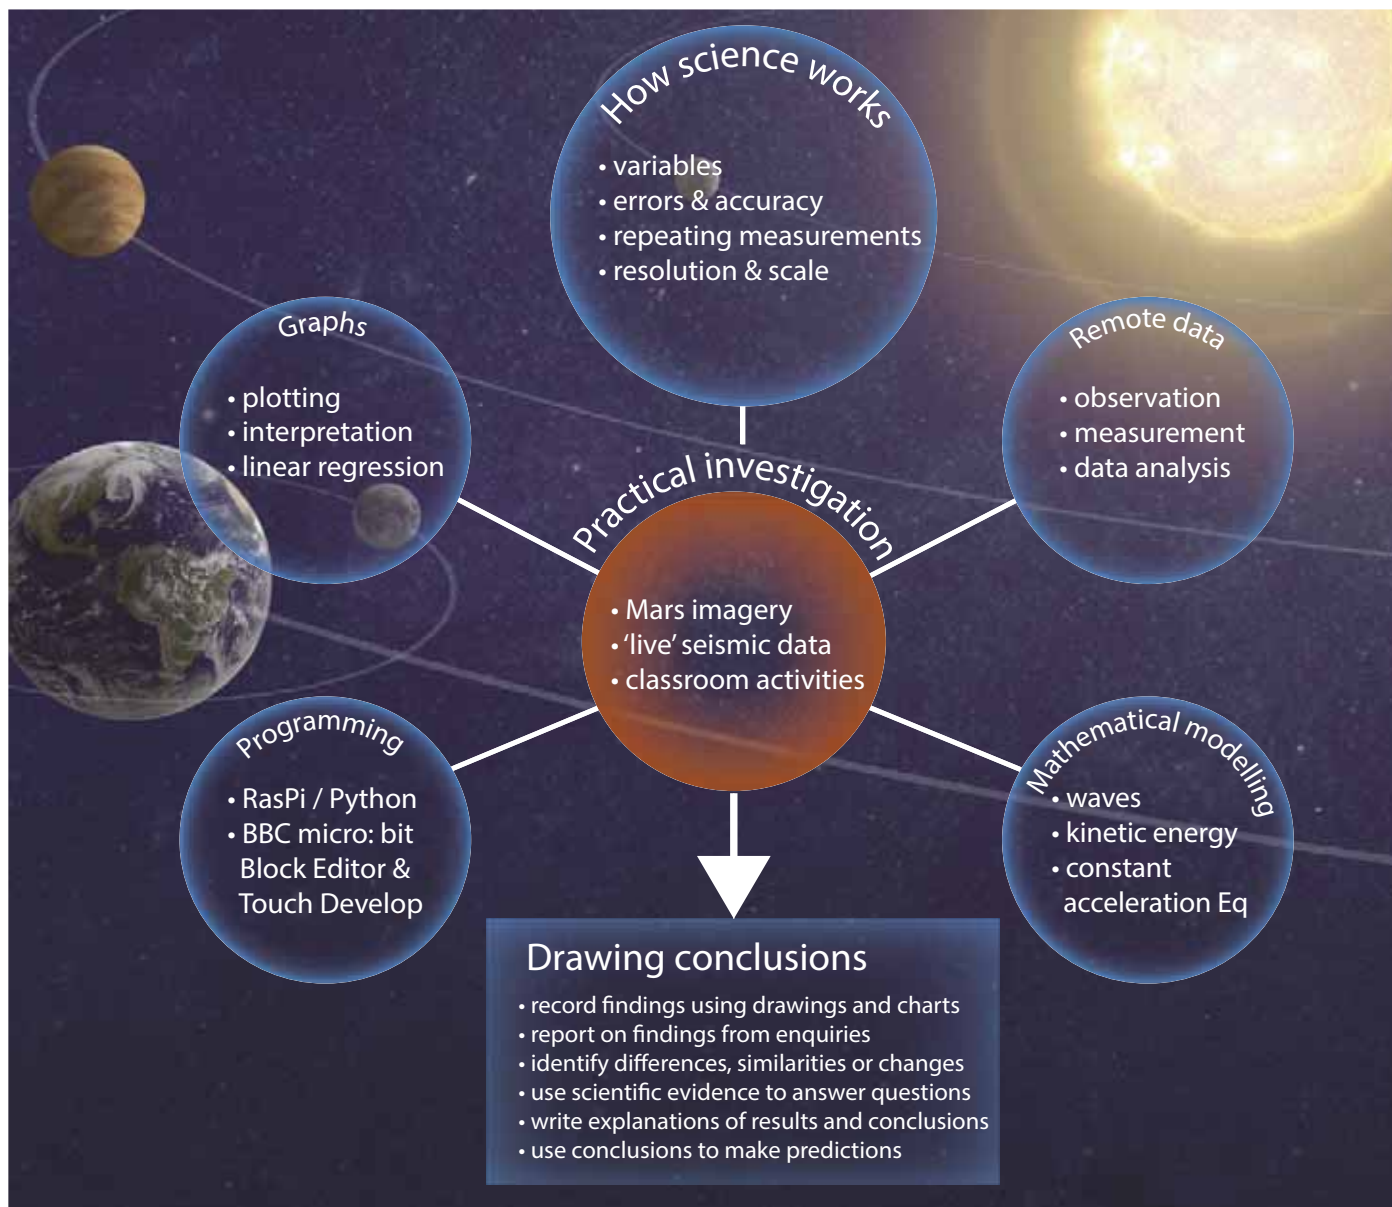 How science works
• variables
• errors & accuracy
• repeating measurements
• resolution & scale
Graphs
• plotting
• interpretation
• linear regression
Remote data
• observation
• measurement
• data analysis
Practical investigation
• Mars imagery
• ‘live’ seismic data
• classroom activities
Programming
• RasPi / Python
• BBC micro: bit
Block Editor &
Touch Develop
Mathematical modelling
• waves
• kinetic energy
• constant
acceleration Eq
Drawing conclusions
• record findings using drawings and charts
• report on findings from enquiries
• identify differences, similarities or changes
• use scientific evidence to answer questions
• write explanations of results and conclusions
• use conclusions to make predictions